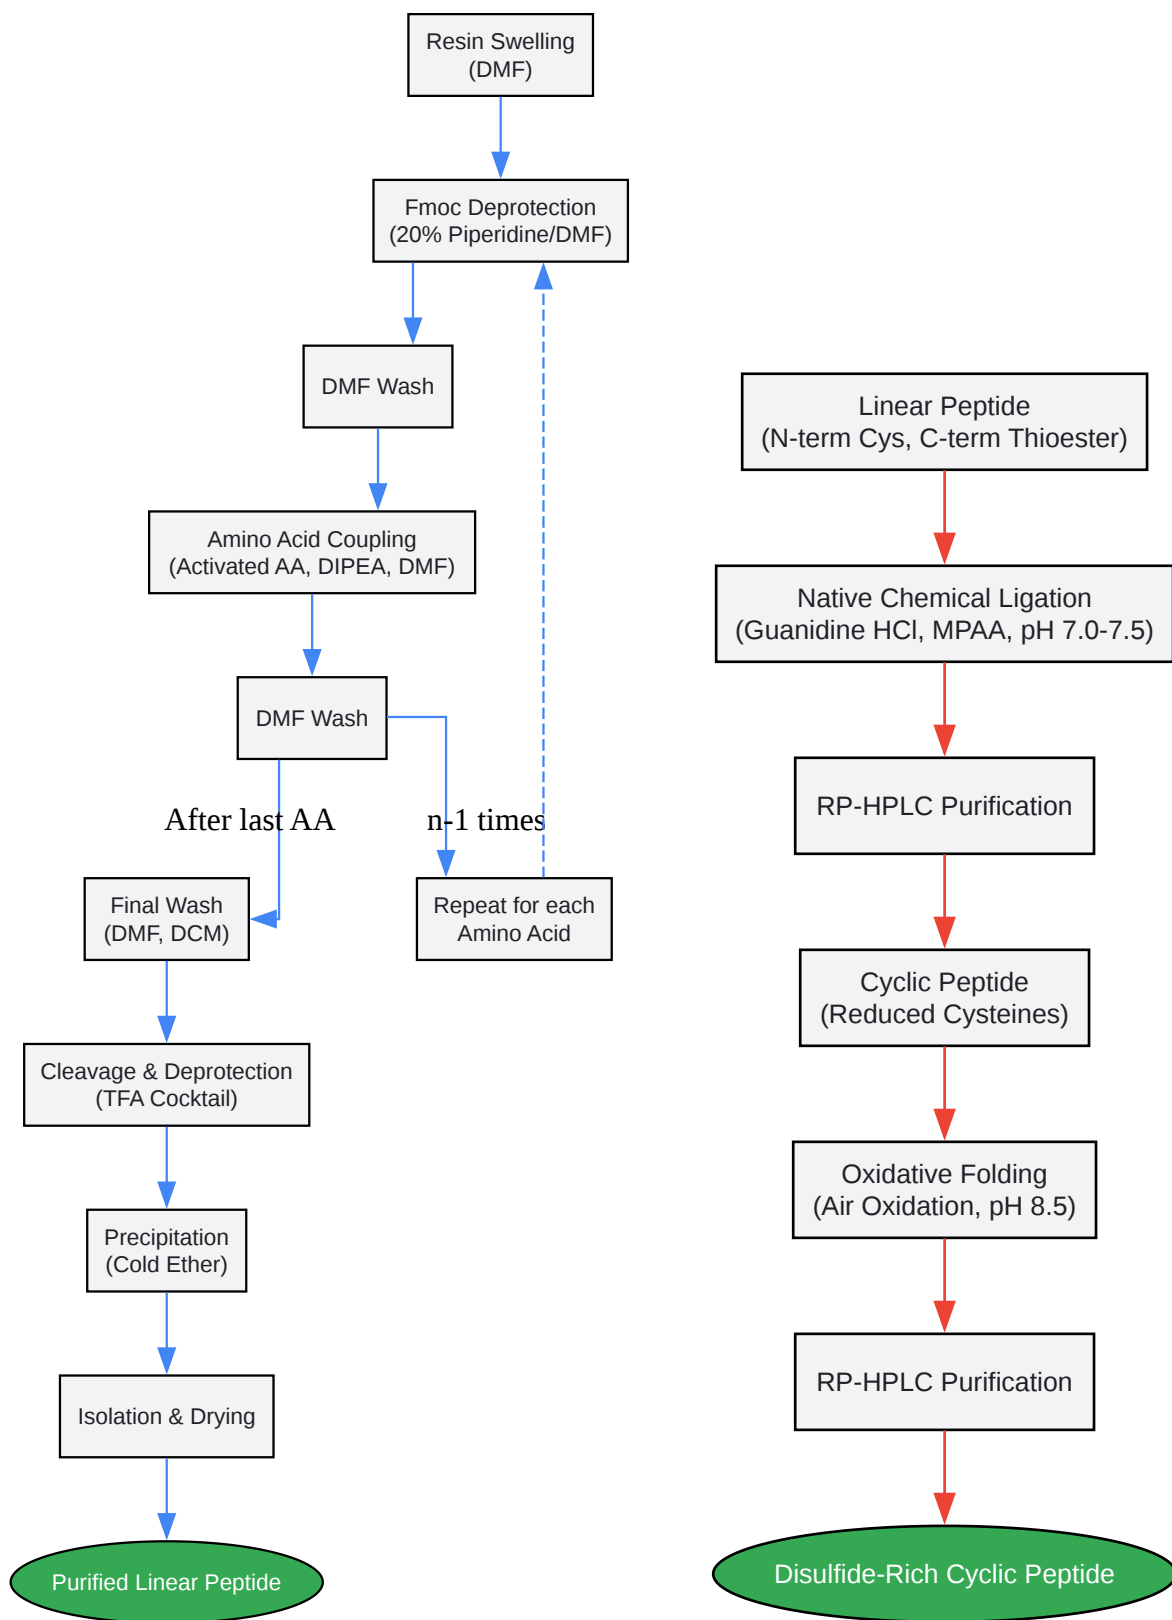 Resin Swelling
(DMF)
Fmoc Deprotection
(20% Piperidine/DMF)
DMF Wash
Amino Acid Coupling
(Activated AA, DIPEA, DMF)
DMF Wash
After last AA
n-1 times
Final Wash
(DMF, DCM)
Repeat for each
Amino Acid
Cleavage & Deprotection
(TFA Cocktail)
Precipitation
(Cold Ether)
Isolation & Drying
Purified Linear Peptide
Linear Peptide
(N-term Cys, C-term Thioester)
Native Chemical Ligation
(Guanidine HCl, MPAA, pH 7.0-7.5)
RP-HPLC Purification
Cyclic Peptide
(Reduced Cysteines)
Oxidative Folding
(Air Oxidation, pH 8.5)
RP-HPLC Purification
Disulfide-Rich Cyclic Peptide